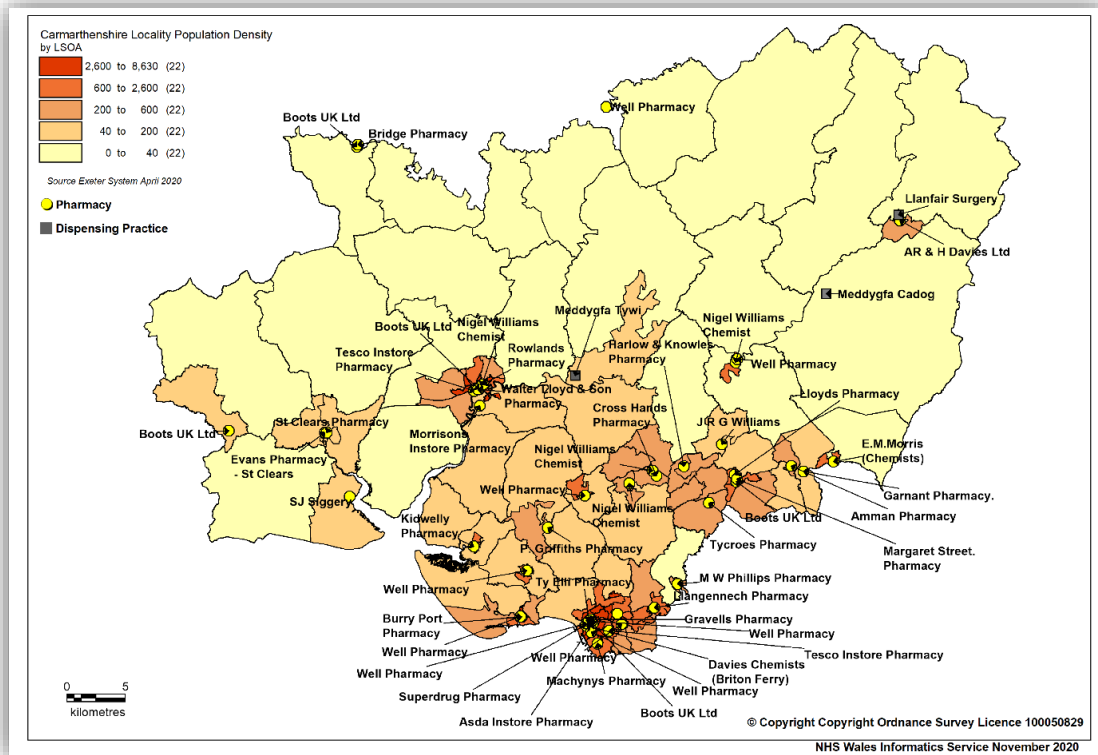 Carmarthenshire Locality Population Density
by LSOA
2,600 to 8,630 (22)
600 to 2,600 (22)
200 to 600 (22)
40 to 200 (22)
0 to 40 (22)
Source Exeter System April 2020
Pharmacy
Dispensing Practice
Boots UK Ltd
Bridge Pharmacy
Well Pharmacy
Llanfair Surgery
AR & H Davies Ltd
Meddygfa Cadog
Meddygfa Tywi
Nigel Williams
Chemist
Well Pharmacy
Boots UK Ltd
Nigel Williams
Chemist
Tesco Instore
Pharmacy
Rowlands
Pharmacy
Harlow & Knowles
Pharmacy
Walter Lloyd & Son
Pharmacy
Lloyds Pharmacy
Cross Hands
Pharmacy
J R G Williams
Boots UK Ltd
St Clears Pharmacy
Evans Pharmacy
- St Clears
Morrisons
Instore Pharmacy
Nigel Williams
Chemist
E.M.Morris
(Chemists)
SJ Siggery
Well Pharmacy
Nigel Williams
Chemist
Garnant Pharmacy.
Amman Pharmacy
Boots UK Ltd
Kidwelly
Pharmacy
P. Griffiths Pharmacy
Tycroes Pharmacy
Margaret Street.
Pharmacy
Well Pharmacy
Ty Elli Pharmacy
M W Phillips Pharmacy
Llangennech Pharmacy
Burry Port
Pharmacy
Gravells Pharmacy
Well Pharmacy
Well Pharmacy
Tesco Instore Pharmacy
Well Pharmacy
Well Pharmacy
Davies Chemists
(Briton Ferry)
Machynys Pharmacy
Well Pharmacy
Superdrug Pharmacy
Boots UK Ltd
Asda Instore Pharmacy
0 5
kilometres
© Copyright Copyright Ordnance Survey Licence 100050829
NHS Wales Informatics Service November 2020